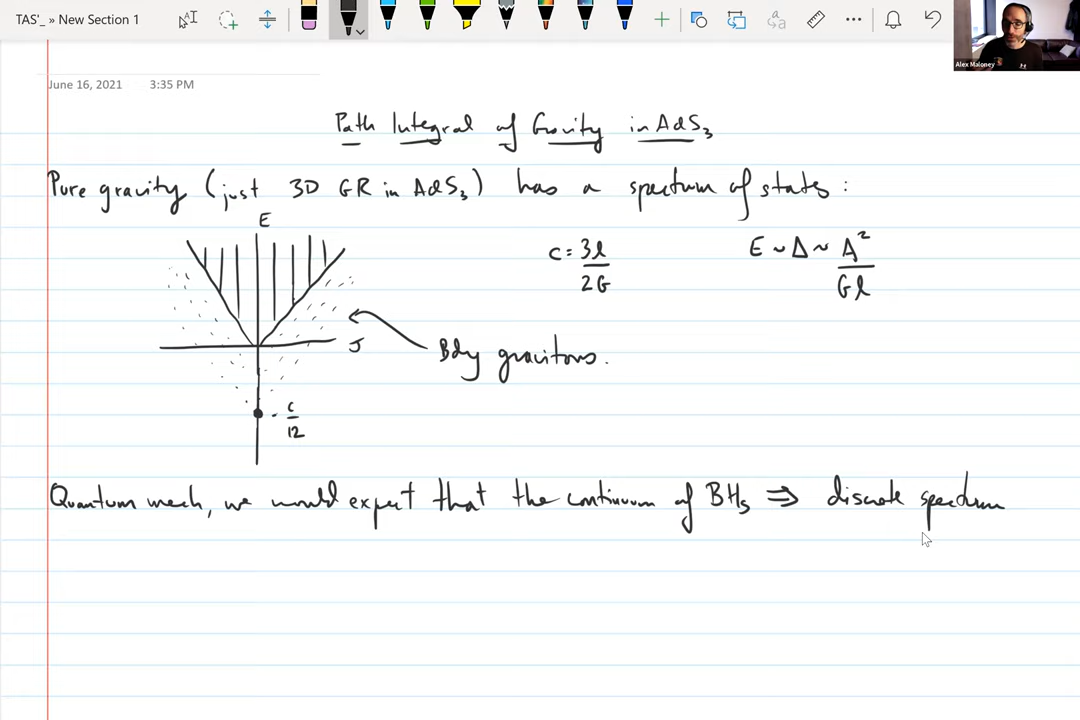 TAS'_ » New Section 1
Alex Maloney
June 16, 2021 3:35 PM
Path Integral of Gravity in AdS₃
Pure gravity (just 3D GR in AdS₃) has a spectrum of states :
E
c = 3l / 2G
E ~ Δ ~ A² / Gl
J
Bdy gravitons.
- c / 12
Quantum mech, we would expect that the continuum of BHs ⇒ discrete spectrum